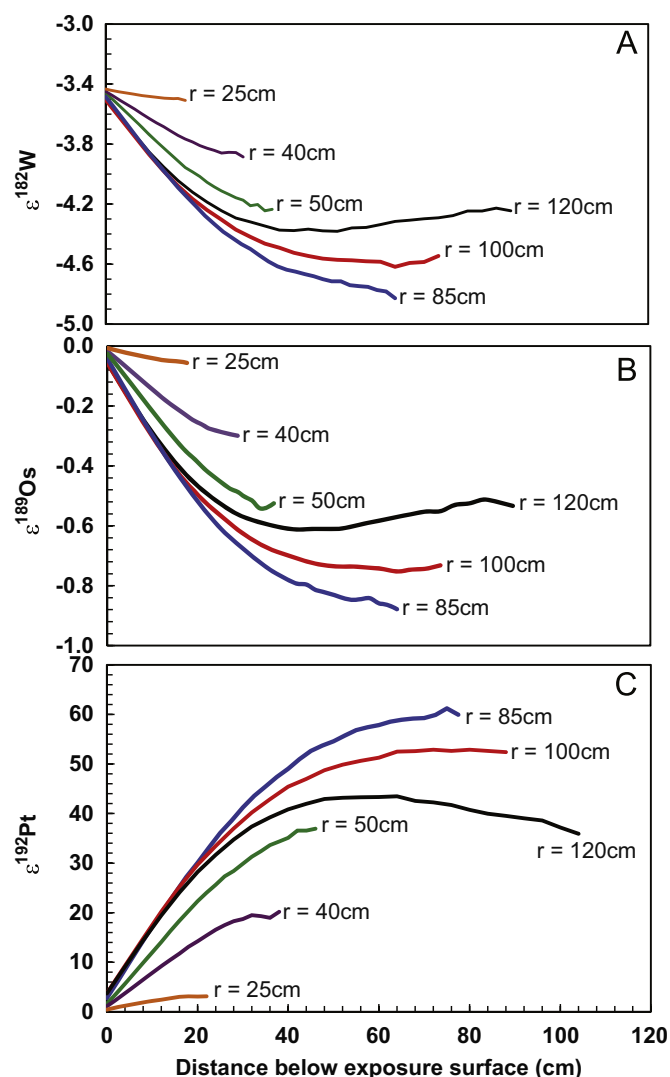 A
-3.0
-3.4
-3.8
-4.2
-4.6
-5.0
ε182W
r = 25cm
r = 40cm
r = 50cm
r = 120cm
r = 100cm
r = 85cm
B
0.0
-0.2
-0.4
-0.6
-0.8
-1.0
ε189Os
r = 25cm
r = 40cm
r = 50cm
r = 120cm
r = 100cm
r = 85cm
C
70
60
50
40
30
20
10
0
ε192Pt
r = 85cm
r = 100cm
r = 50cm
r = 120cm
r = 40cm
r = 25cm
0 20 40 60 80 100 120
Distance below exposure surface (cm)